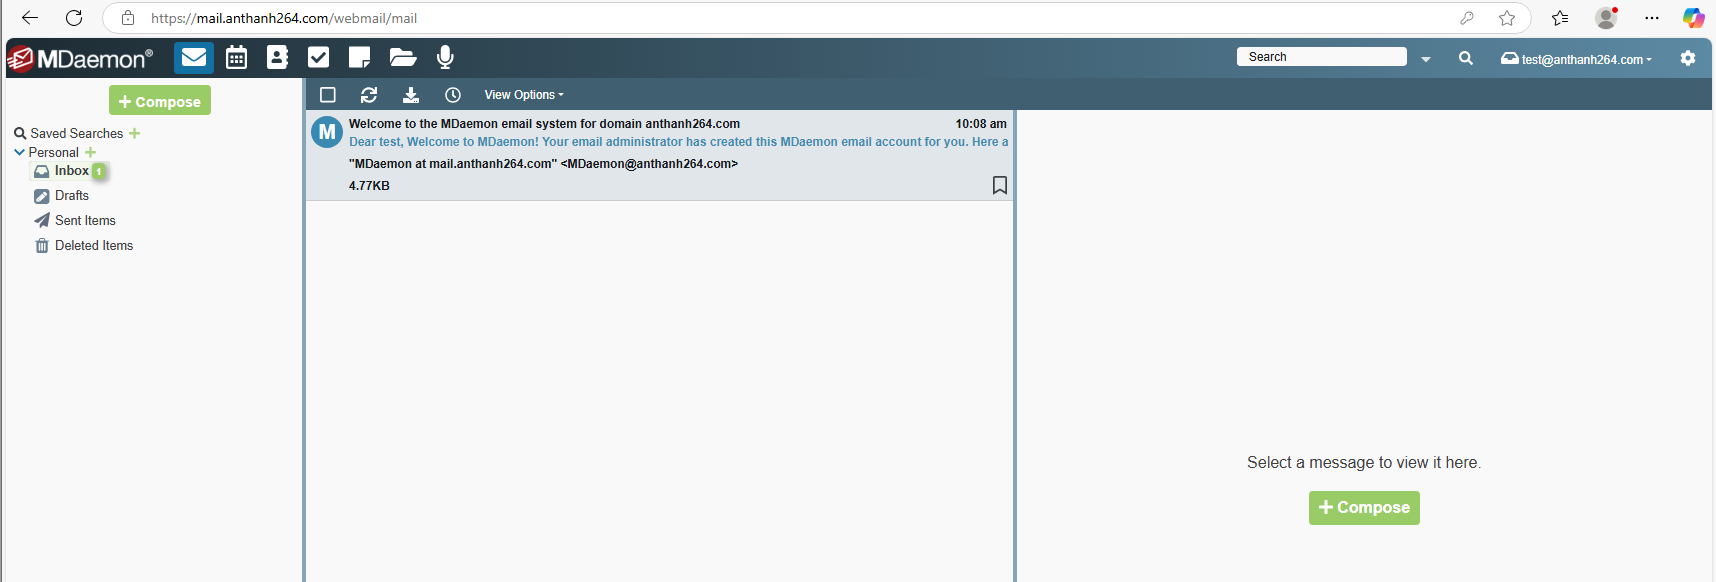 https://mail.anthanh264.com/webmail/mail
MDaemon®
Search
test@anthanh264.com
+ Compose
View Options
Saved Searches +
Personal +
Inbox 1
Drafts
Sent Items
Deleted Items
M
Welcome to the MDaemon email system for domain anthanh264.com 10:08 am
Dear test, Welcome to MDaemon! Your email administrator has created this MDaemon email account for you. Here a
"MDaemon at mail.anthanh264.com" <MDaemon@anthanh264.com>
4.77KB
Select a message to view it here.
+ Compose